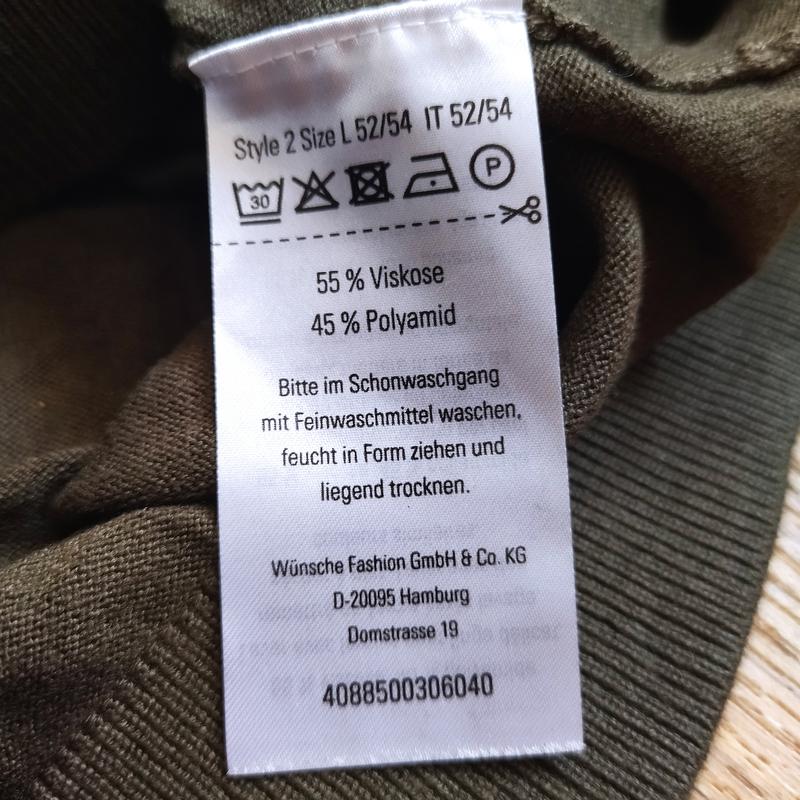 Style 2 Size L 52/54 IT 52/54
30 P
55 % Viskose
45 % Polyamid
Bitte im Schonwaschgang
mit Feinwaschmittel waschen,
feucht in Form ziehen und
liegend trocknen.
Wünsche Fashion GmbH & Co. KG
D-20095 Hamburg
Domstrasse 19
4088500306040